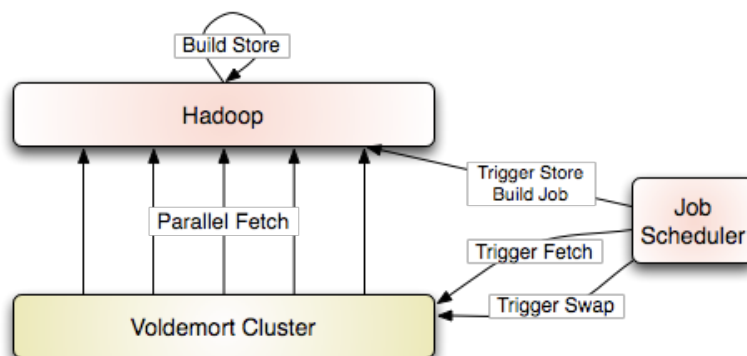 Build Store
Hadoop
Trigger Store
Build Job
Job
Scheduler
Parallel Fetch
Trigger Fetch
Trigger Swap
Voldemort Cluster